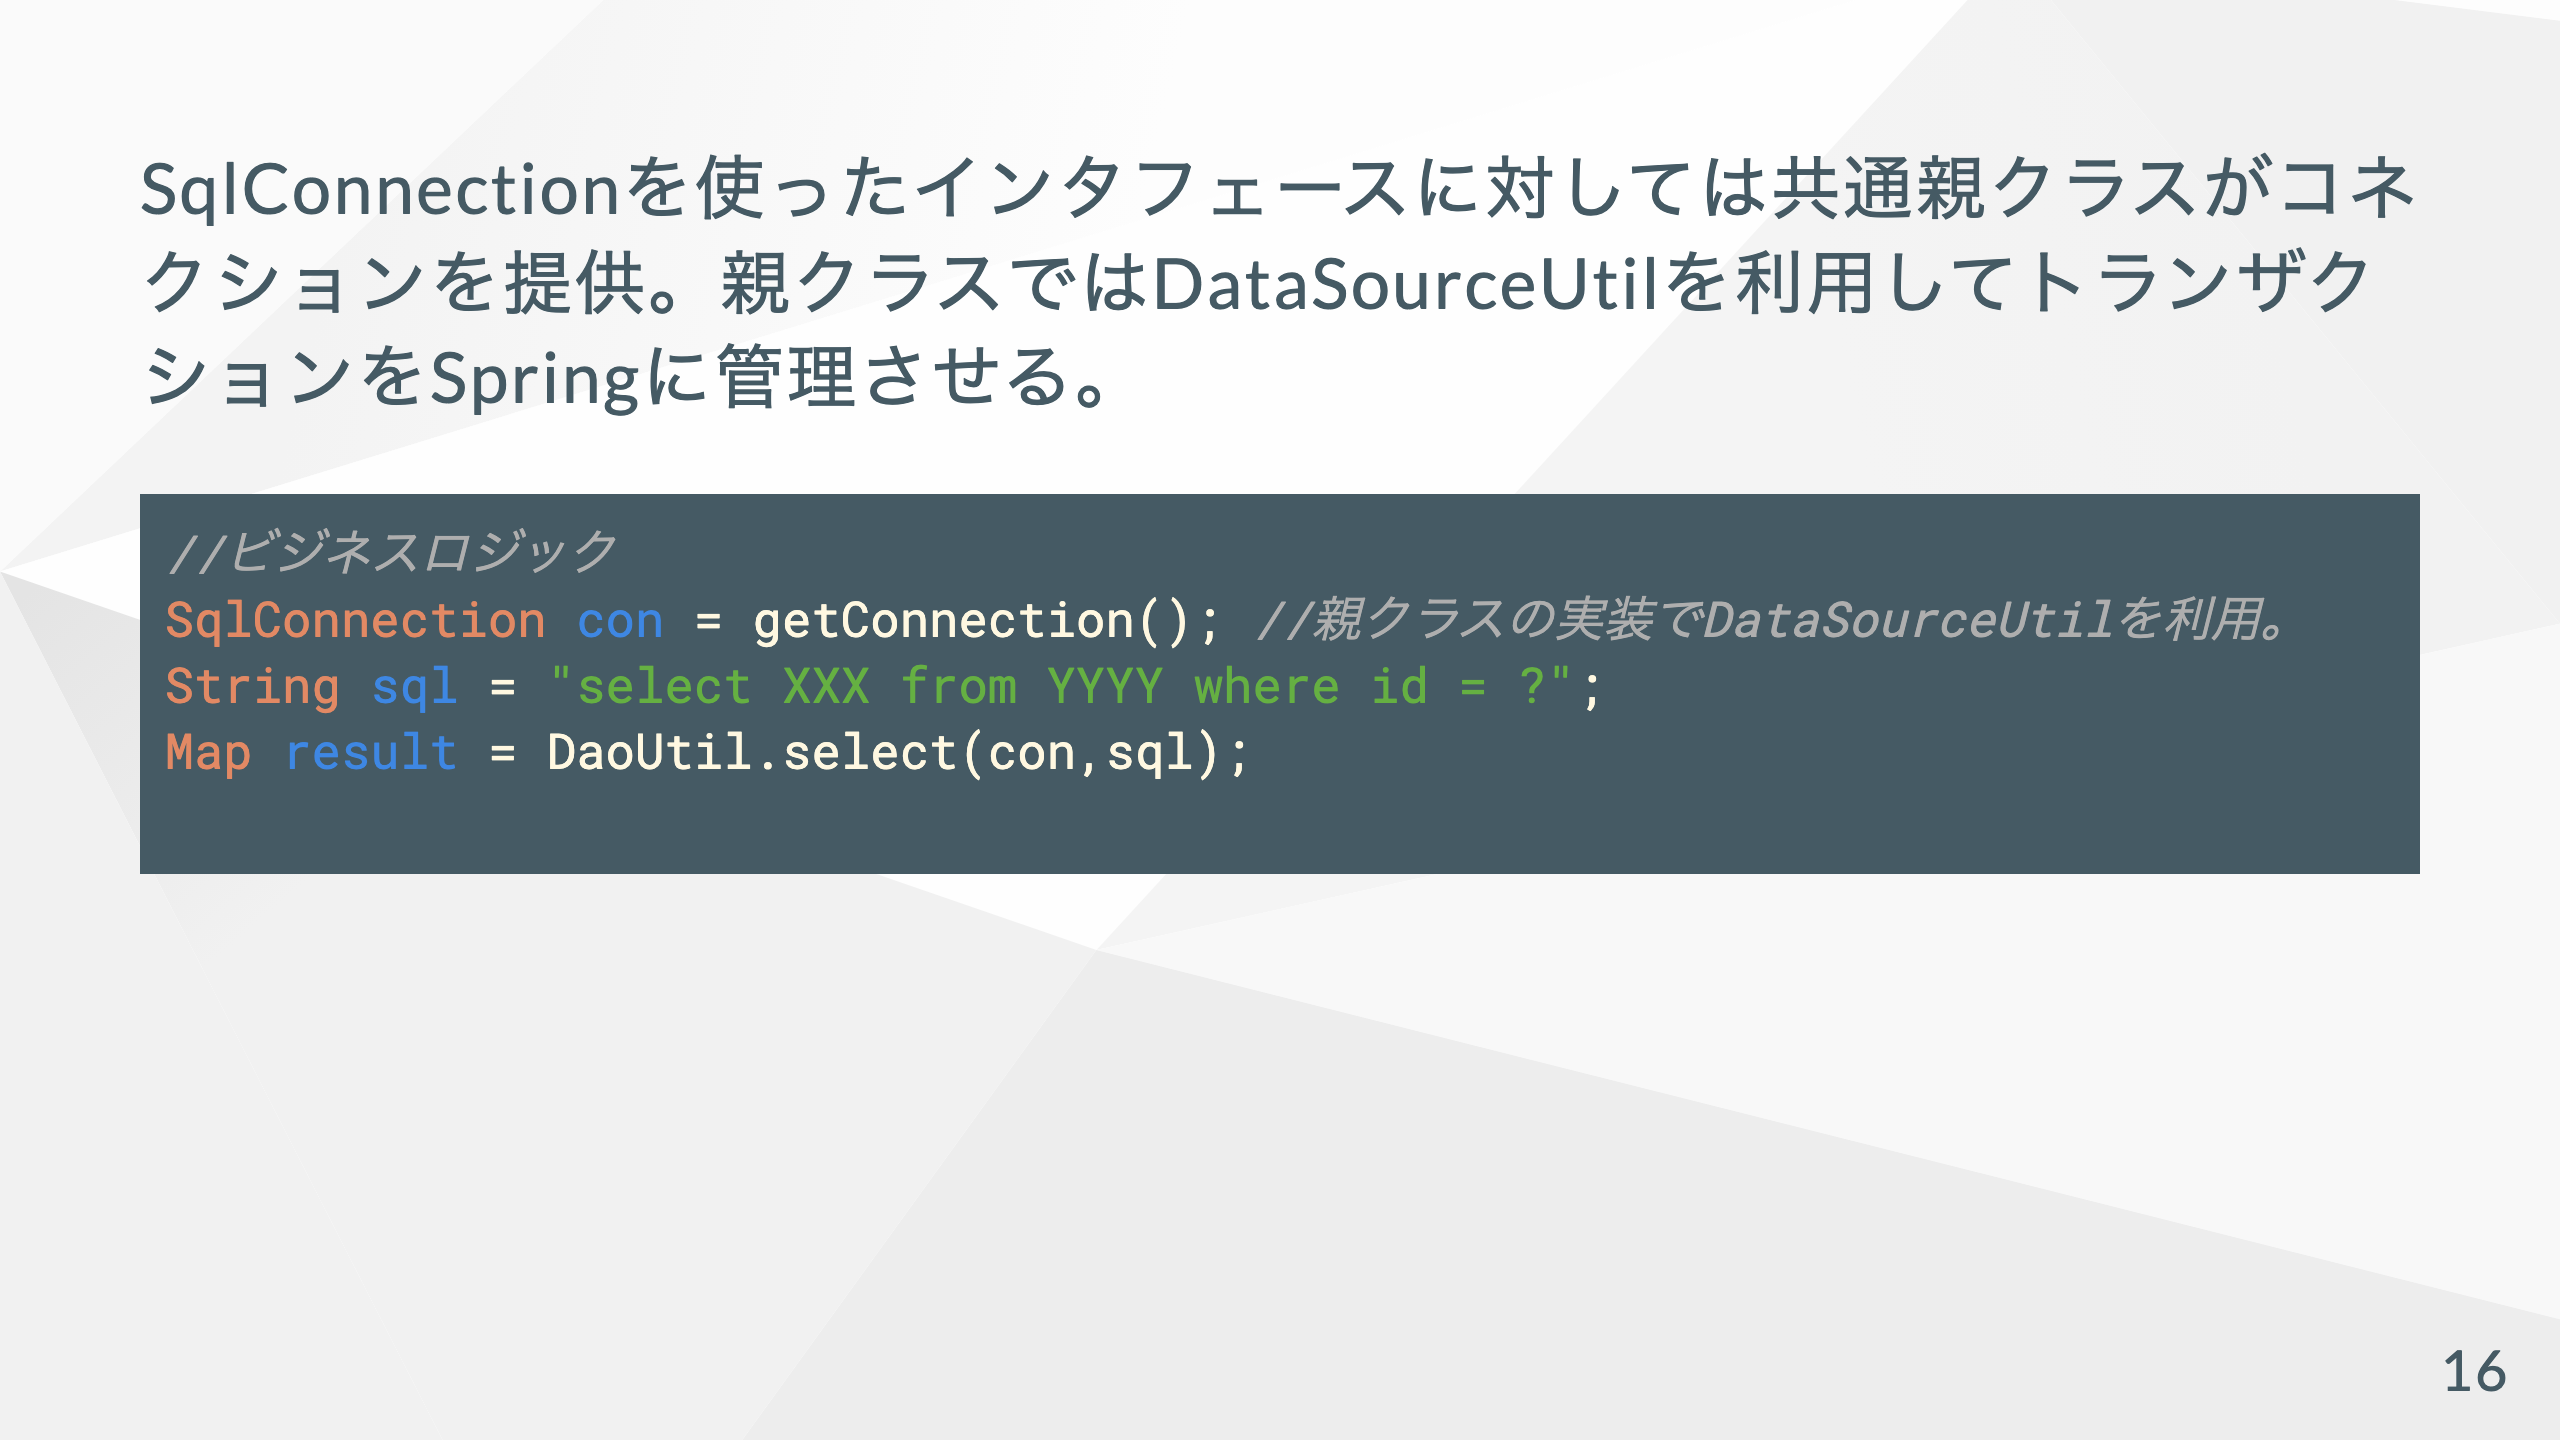 SqlConnectionを使ったインタフェースに対しては共通親クラスがコネ
クションを提供。親クラスではDataSourceUtilを利用してトランザク
ションをSpringに管理させる。
//ビジネスロジック
SqlConnection con = getConnection(); //親クラスの実装でDataSourceUtilを利用。
String sql = "select XXX from YYYY where id = ?";
Map result = DaoUtil.select(con,sql);
16